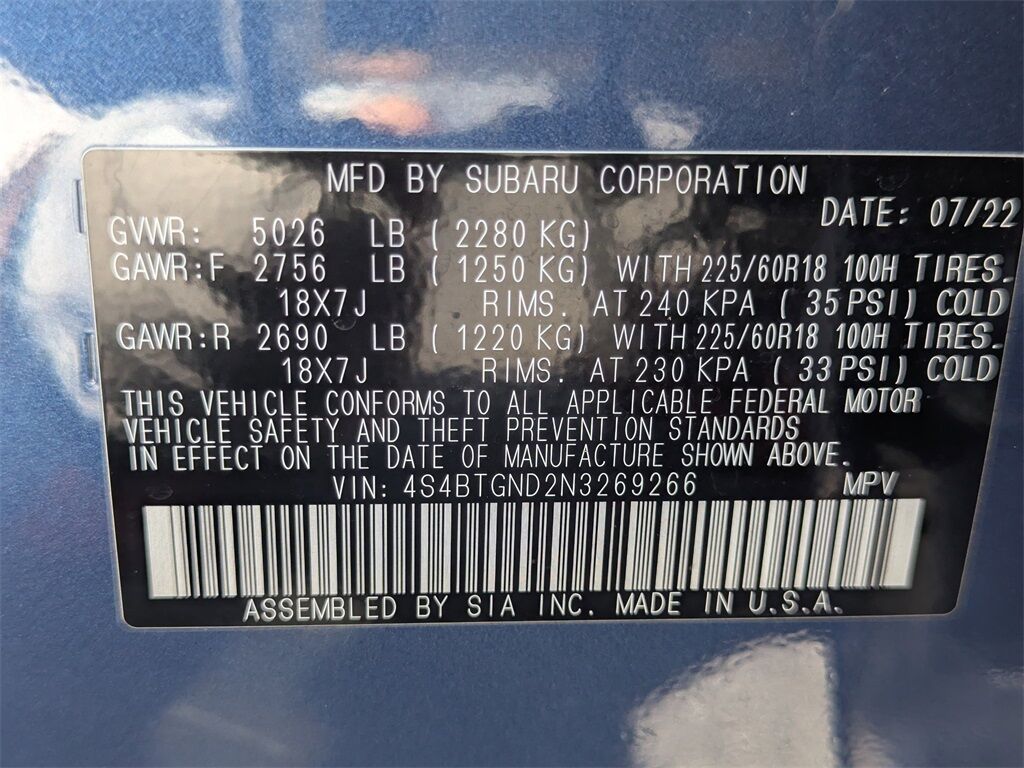 MFD BY SUBARU CORPORATION
DATE: 07/22
GVWR: 5026 LB (2280 KG)
GAWR:F 2756 LB (1250 KG) WITH 225/60R18 100H TIRES.
18X7J RIMS. AT 240 KPA (35 PSI) COLD
GAWR:R 2690 LB (1220 KG) WITH 225/60R18 100H TIRES.
18X7J RIMS. AT 230 KPA (33 PSI) COLD
THIS VEHICLE CONFORMS TO ALL APPLICABLE FEDERAL MOTOR
VEHICLE SAFETY AND THEFT PREVENTION STANDARDS
IN EFFECT ON THE DATE OF MANUFACTURE SHOWN ABOVE.
VIN: 4S4BTGND2N3269266 MPV
ASSEMBLED BY SIA INC. MADE IN U.S.A.